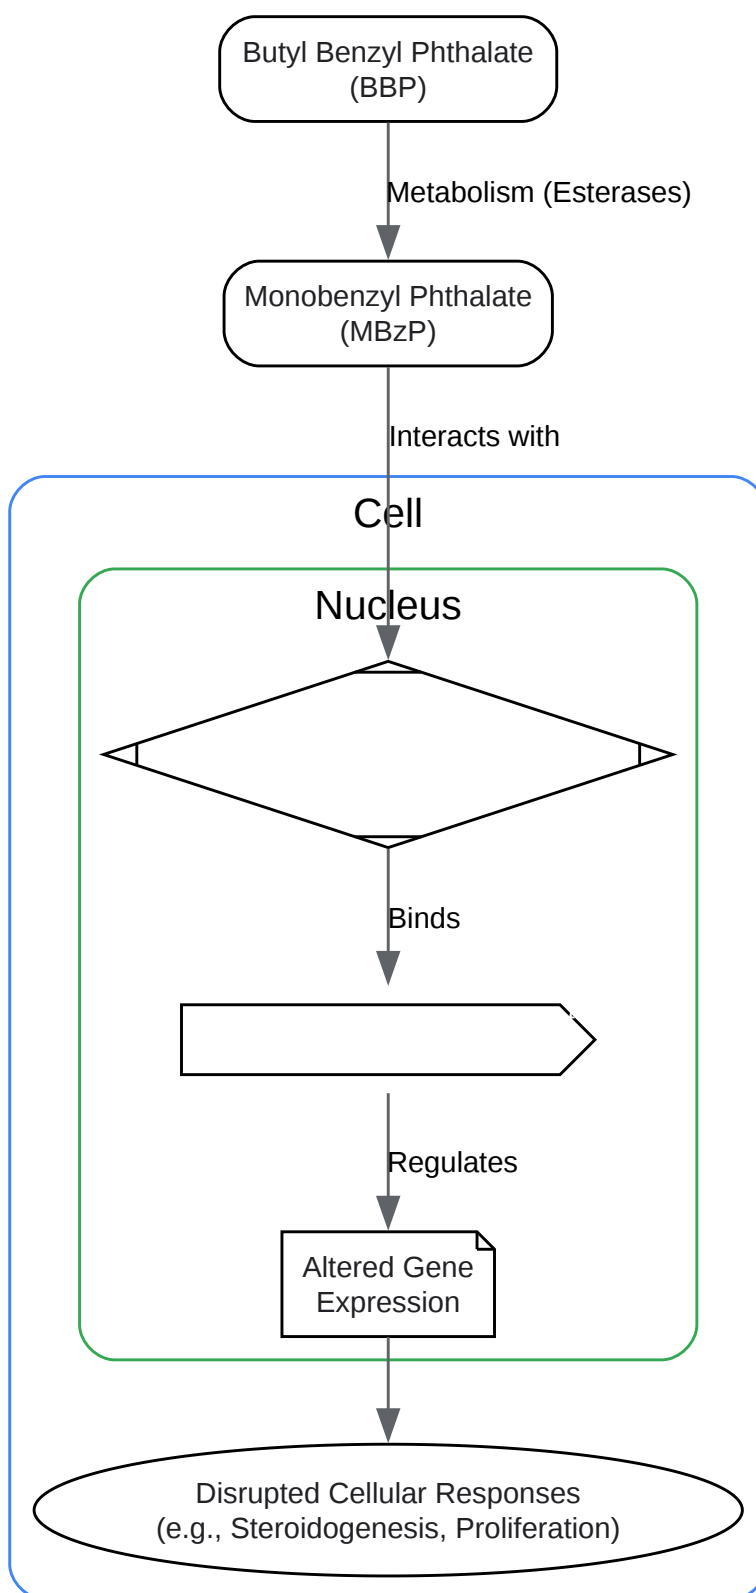 Butyl Benzyl Phthalate
(BBP)
Metabolism (Esterases)
Monobenzyl Phthalate
(MBzP)
Interacts with
Cell
Nucleus
Binds
Regulates
Altered Gene
Expression
Disrupted Cellular Responses
(e.g., Steroidogenesis, Proliferation)